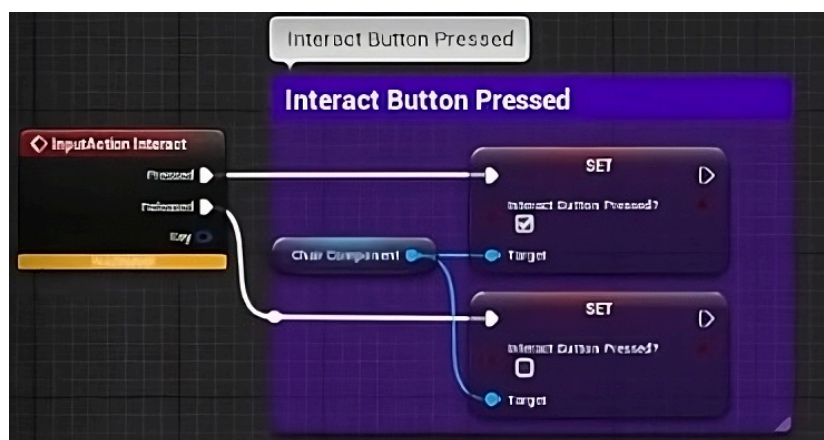 Interact Button Pressed
Interact Button Pressed
InputAction Interact
Pressed
Released
Key
SET
Interact Button Pressed?
Char Component
Target
SET
Interact Button Pressed?
Target